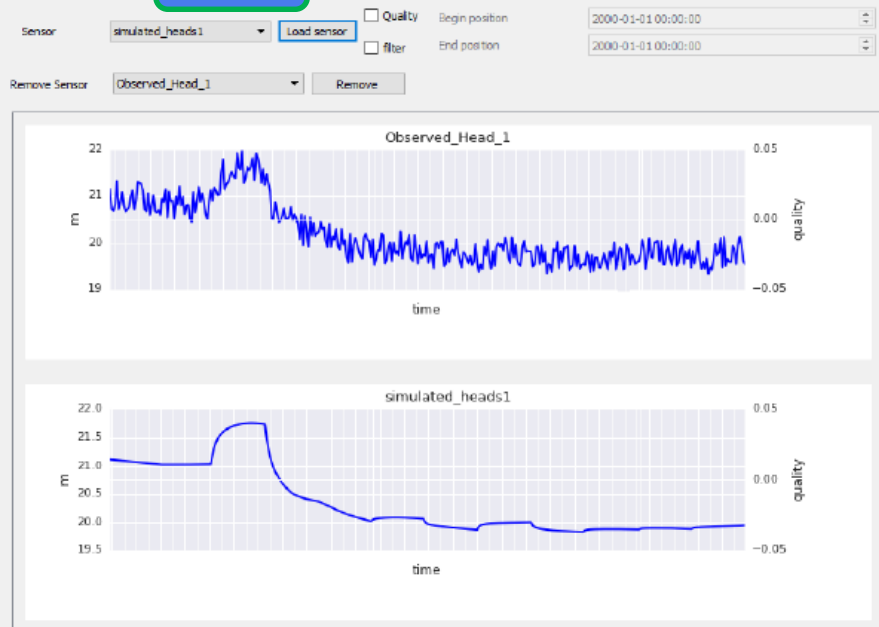 Sensor simulated_heads1 Load sensor Quality Begin position 2000-01-01 00:00:00
filter End position 2000-01-01 00:00:00
Remove Sensor Observed_Head_1 Remove
Observed_Head_1
22
21
20
19
m
0.05
0.00
−0.05
quality
time
simulated_heads1
22.0
21.5
21.0
20.5
20.0
19.5
m
0.05
0.00
−0.05
quality
time